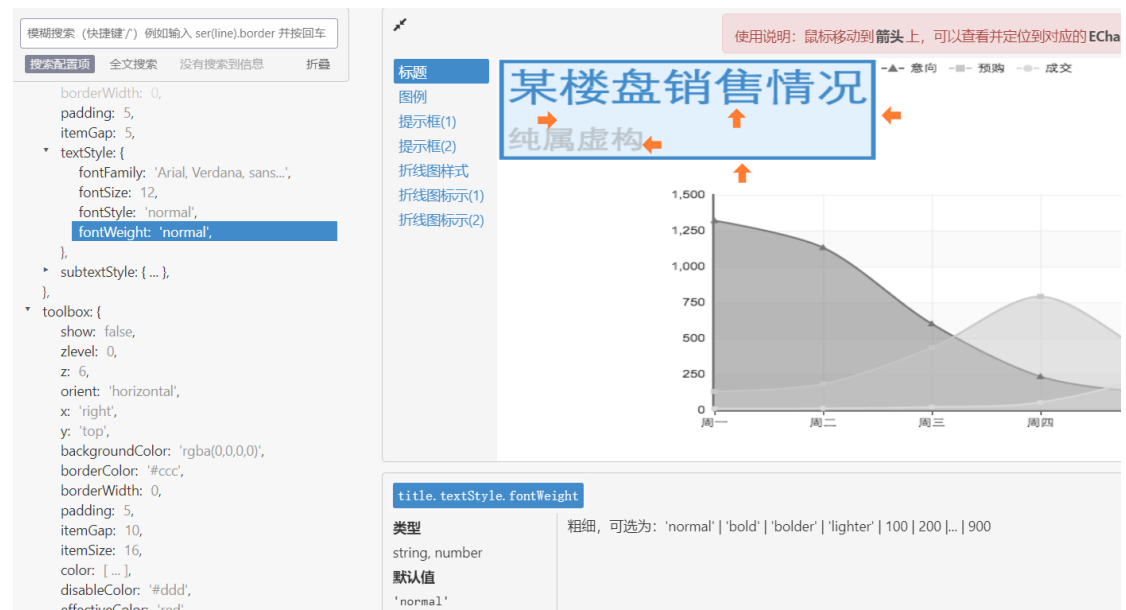 模糊搜索（快捷键'/'）例如输入 ser(line).border 并按回车
搜索配置项 全文搜索 没有搜索到信息 折叠
borderWidth: 0,
padding: 5,
itemGap: 5,
textStyle: {
fontFamily: 'Arial, Verdana, sans...',
fontSize: 12,
fontStyle: 'normal',
fontWeight: 'normal',
},
subtextStyle: { ... },
},
toolbox: {
show: false,
zlevel: 0,
z: 6,
orient: 'horizontal',
x: 'right',
y: 'top',
backgroundColor: 'rgba(0,0,0,0)',
borderColor: '#ccc',
borderWidth: 0,
padding: 5,
itemGap: 10,
itemSize: 16,
color: [ ... ],
disableColor: '#ddd',
effectiveColor: 'red',
使用说明：鼠标移动到箭头上，可以查看并定位到对应的ECha
标题
图例
提示框(1)
提示框(2)
折线图样式
折线图标示(1)
折线图标示(2)
某楼盘销售情况
纯属虚构
意向 预购 成交
1,500
1,250
1,000
750
500
250
0
周一 周二 周三 周四
title.textStyle.fontWeight
类型
string, number
默认值
'normal'
粗细，可选为：'normal' | 'bold' | 'bolder' | 'lighter' | 100 | 200 |... | 900